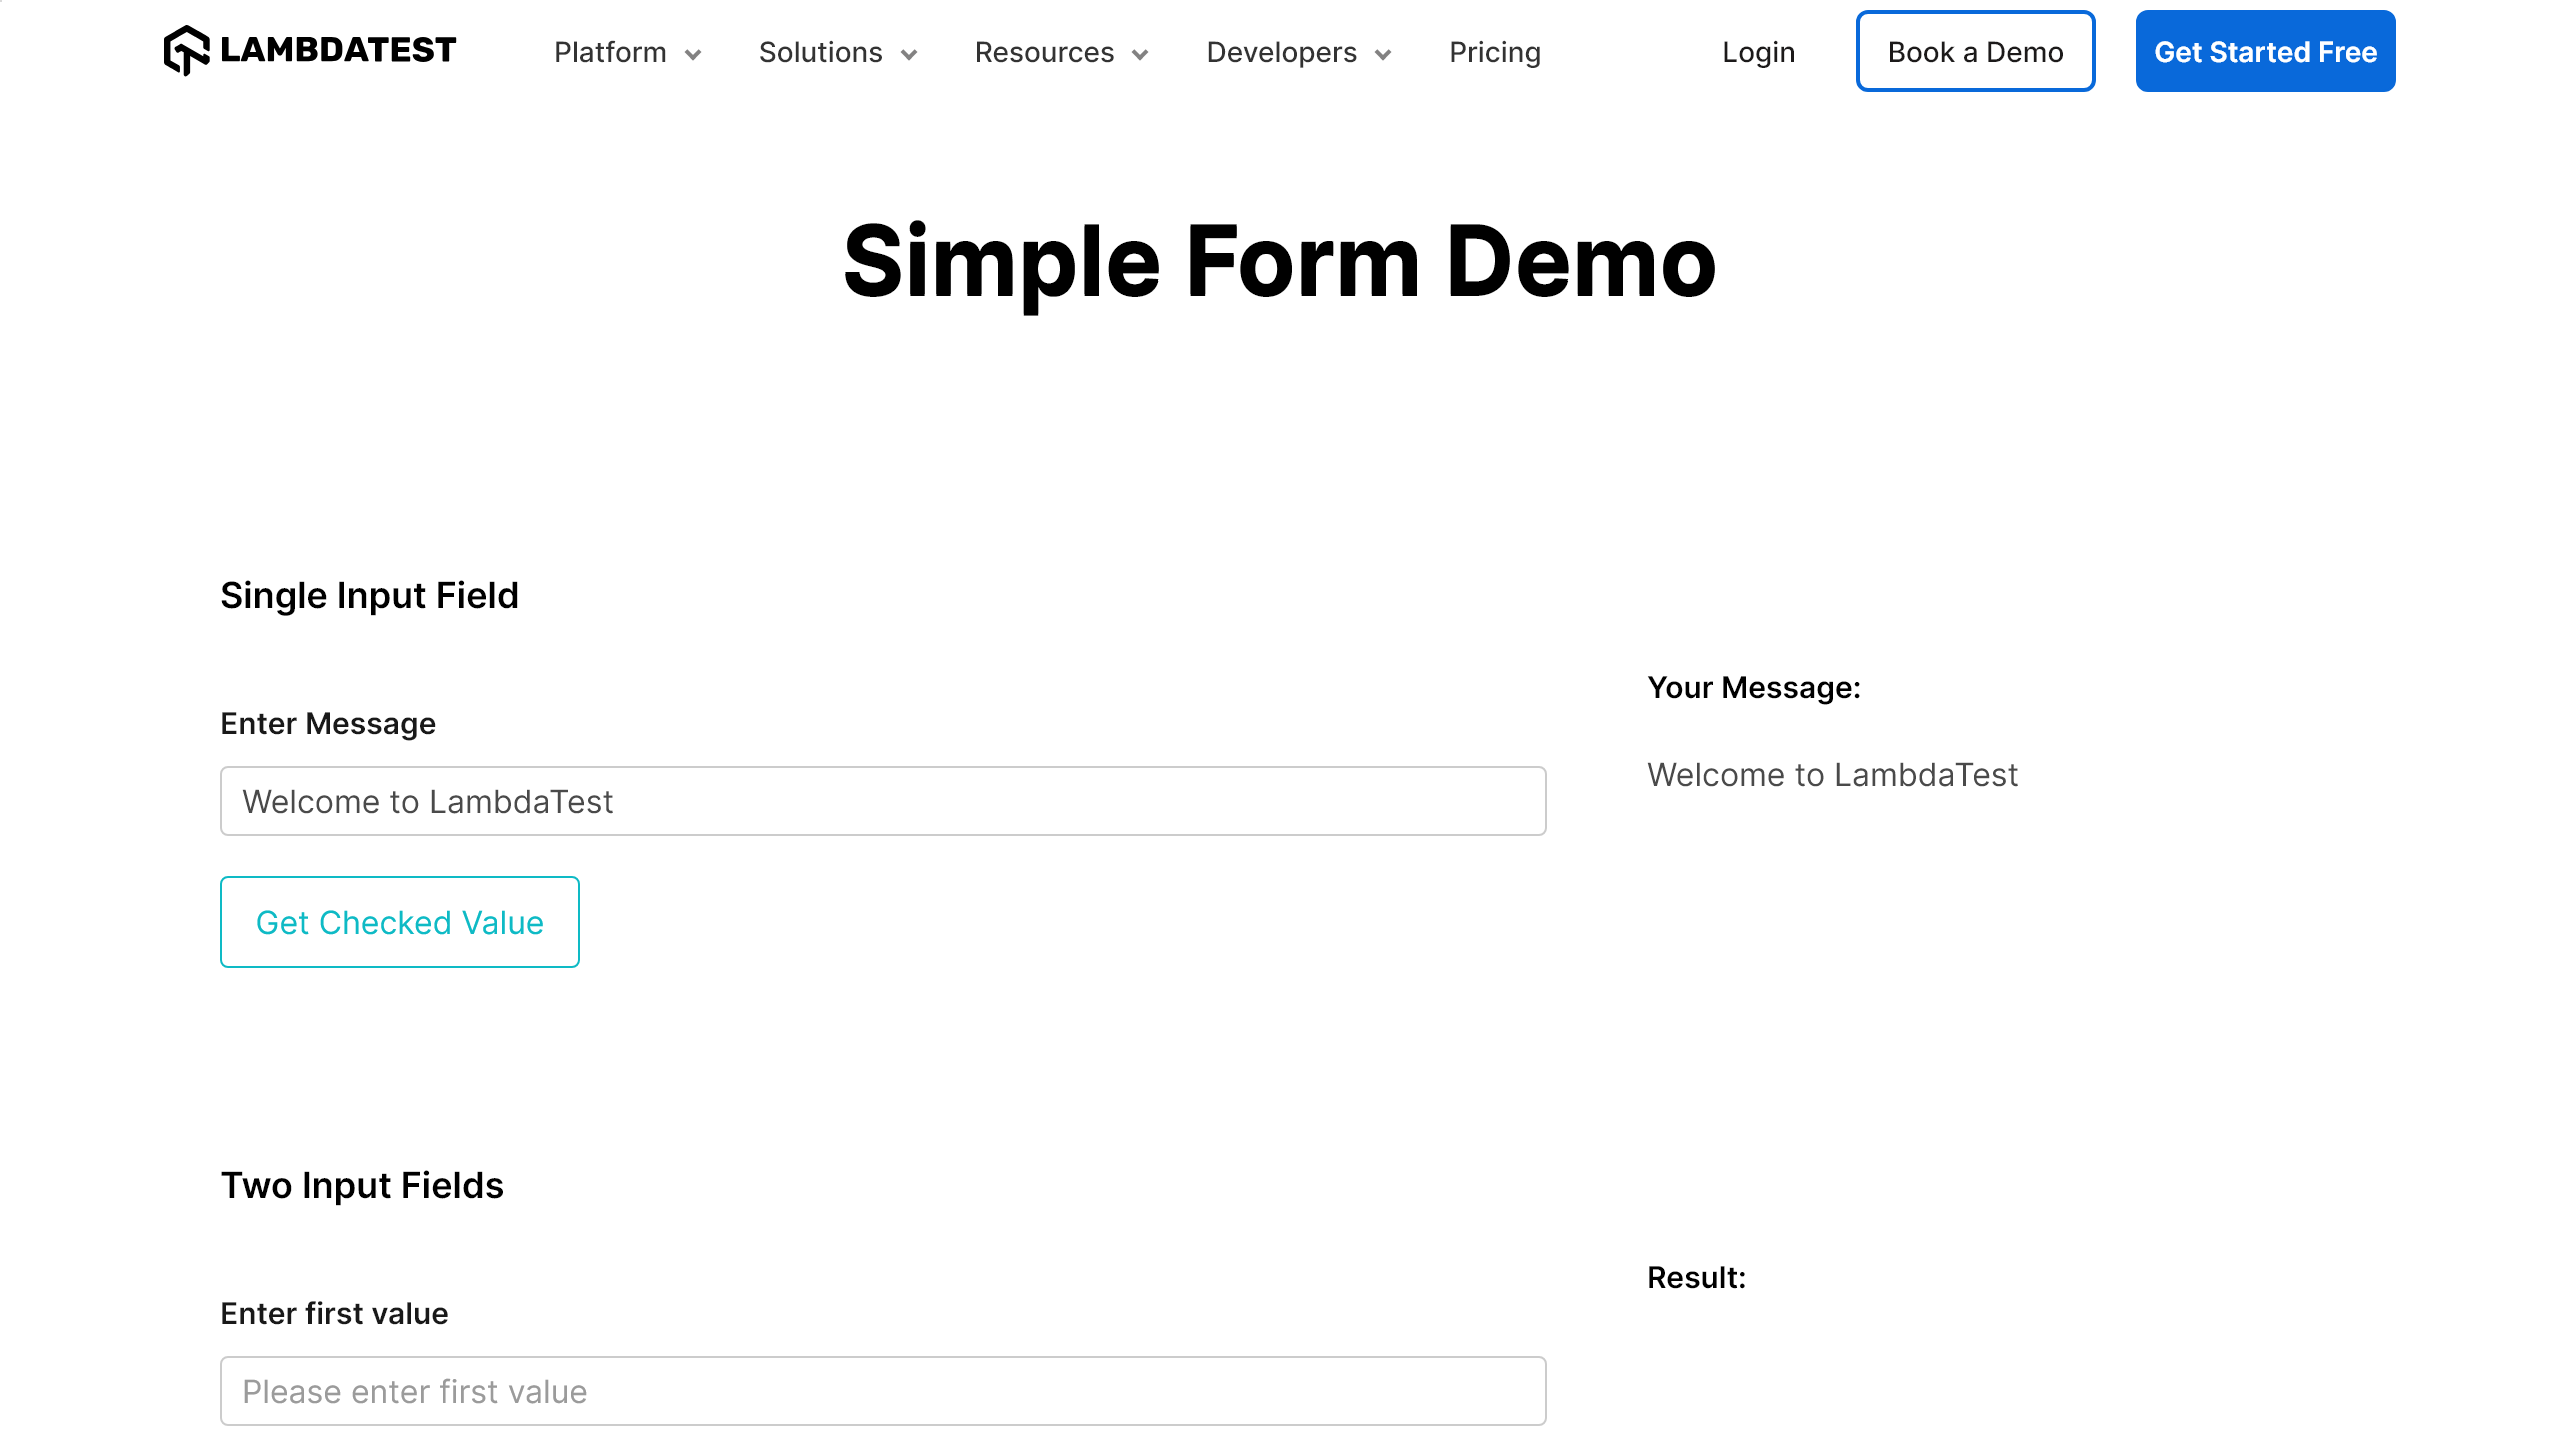 LAMBDATEST Platform Solutions Resources Developers Pricing Login Book a Demo Get Started Free
Simple Form Demo
Single Input Field
Your Message:
Enter Message
Welcome to LambdaTest
Welcome to LambdaTest
Get Checked Value
Two Input Fields
Result:
Enter first value
Please enter first value